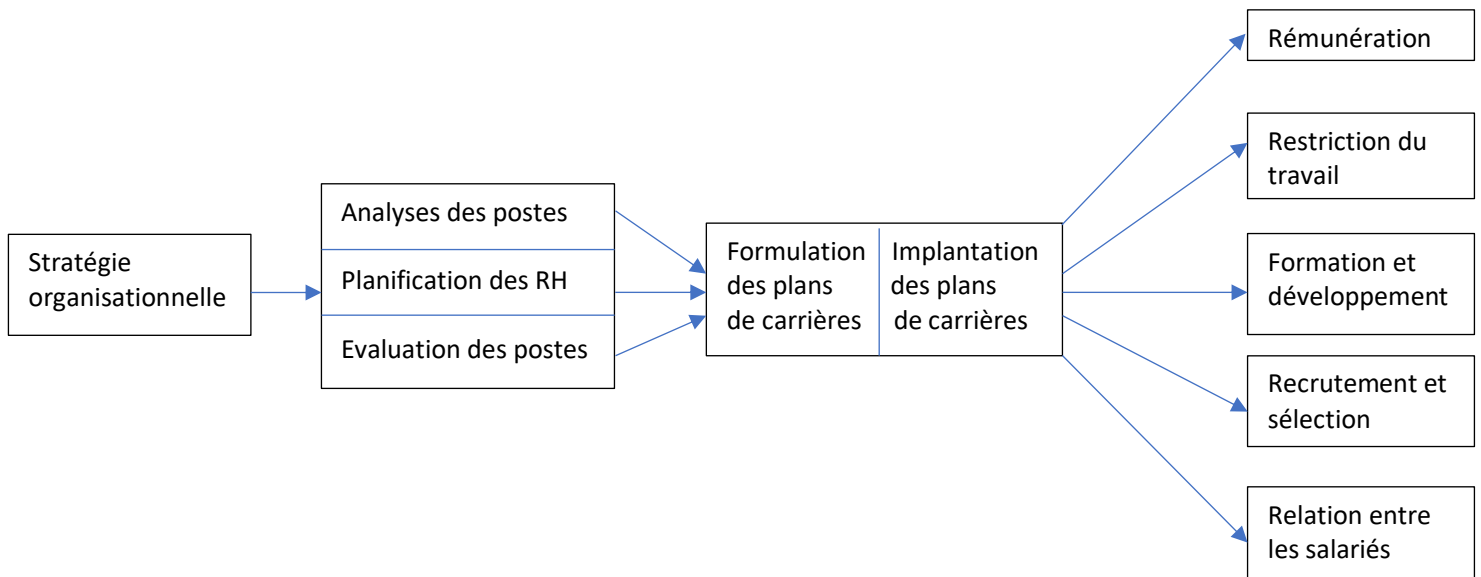 Stratégie
organisationnelle
Analyses des postes
Planification des RH
Evaluation des postes
Formulation
des plans
de carrières
Implantation
des plans
de carrières
Rémunération
Restriction du
travail
Formation et
développement
Recrutement et
sélection
Relation entre
les salariés